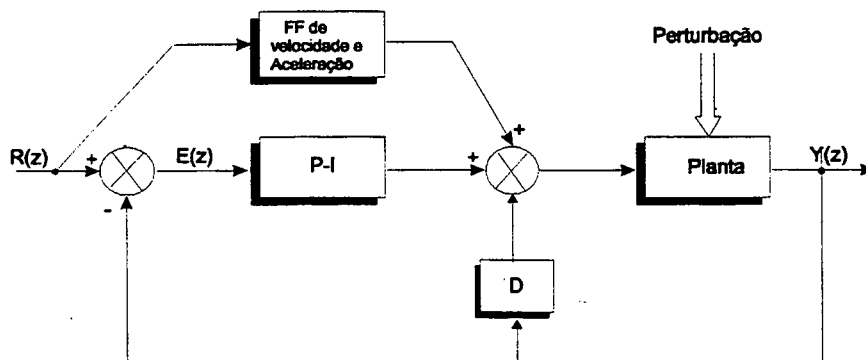 FF de
velocidade e
Aceleração
Perturbação
+
R(z)
+
E(z)
P-I
+
Planta
Y(z)
-
D